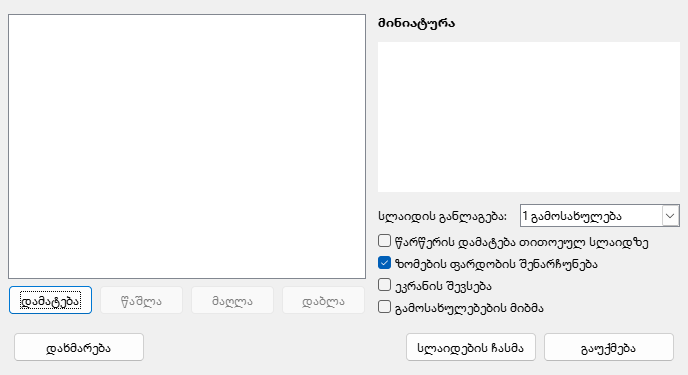 მინიატურა
სლაიდის განლაგება: 1 გამოსახულება
წარწერის დამატება თითოეულ სლაიდზე
ზომების ფარდობის შენარჩუნება
ეკრანის შევსება
გამოსახულებების მიბმა
დამატება წაშლა მაღლა დაბლა
დახმარება სლაიდების ჩასმა გაუქმება